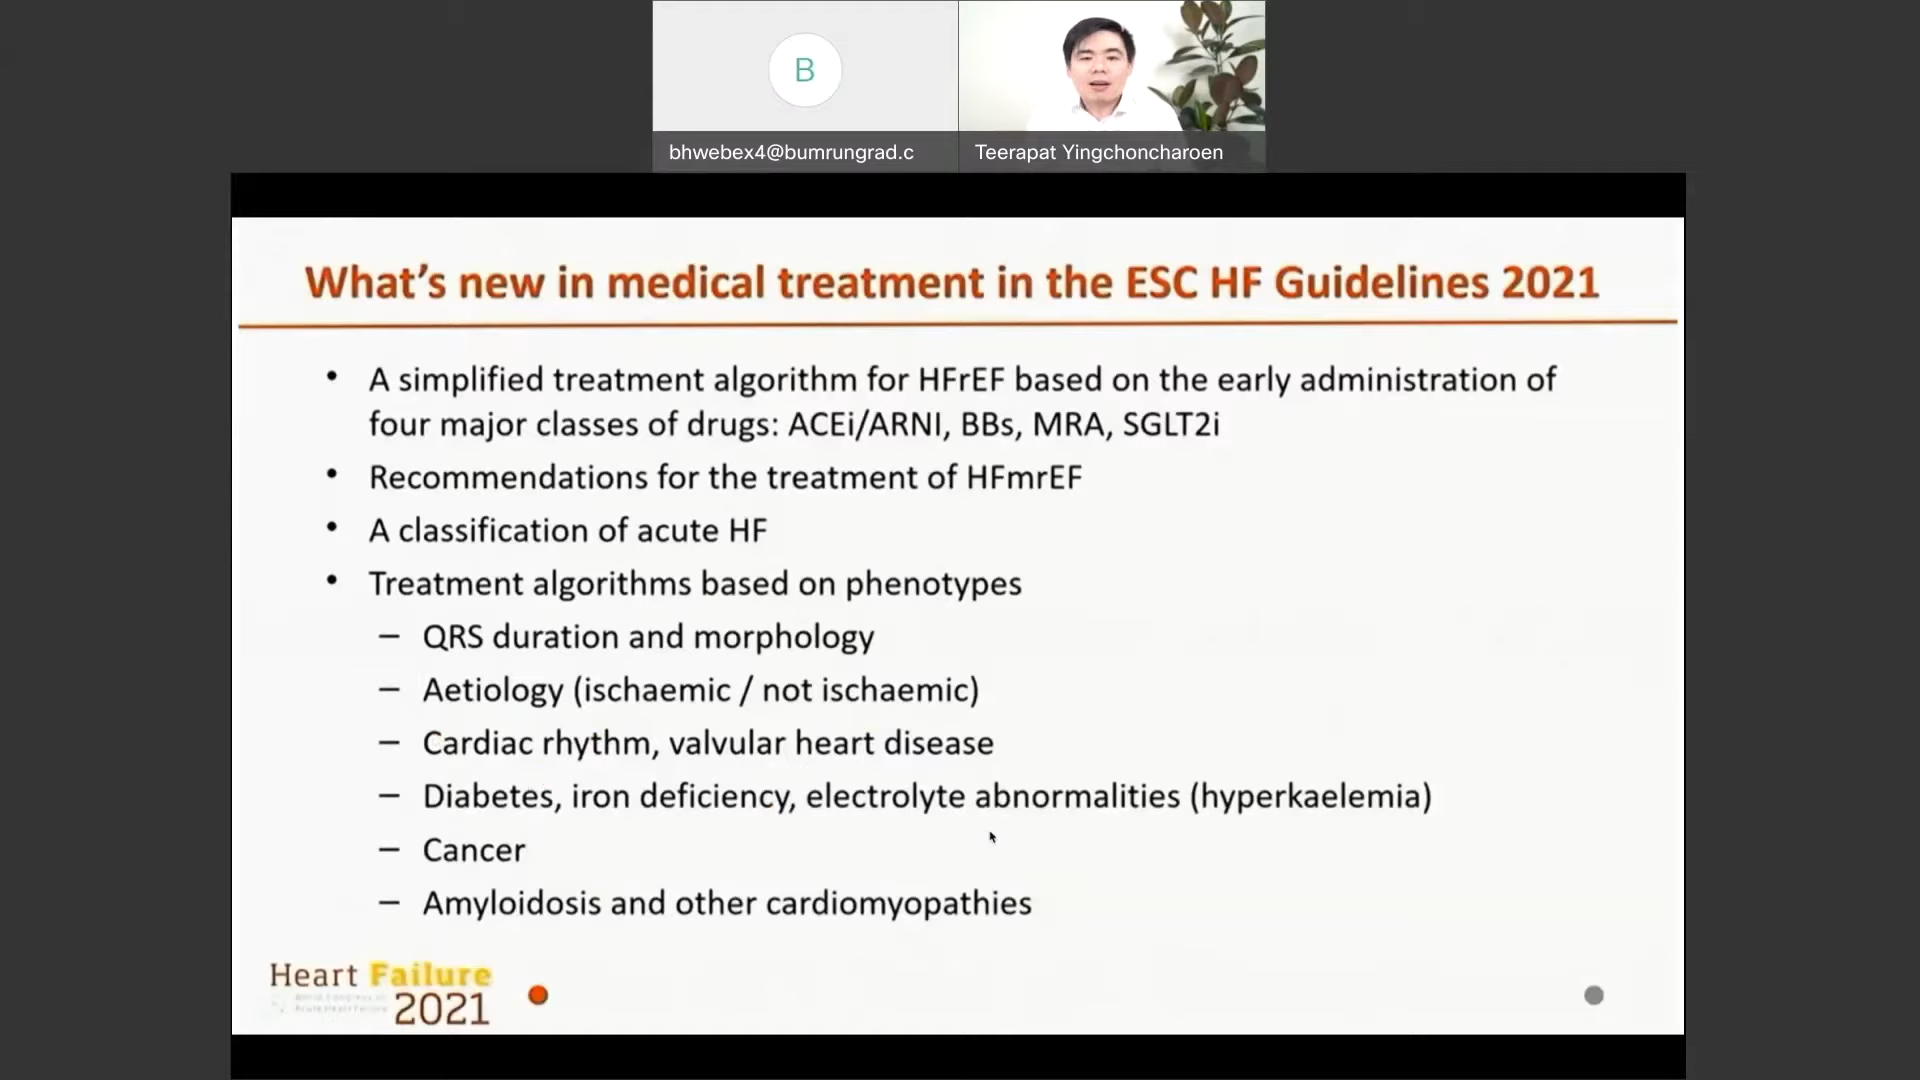 B
bhwebex4@bumrungrad.c
Teerapat Yingchoncharoen
What's new in medical treatment in the ESC HF Guidelines 2021
• A simplified treatment algorithm for HFrEF based on the early administration of
four major classes of drugs: ACEi/ARNI, BBs, MRA, SGLT2i
• Recommendations for the treatment of HFmrEF
• A classification of acute HF
• Treatment algorithms based on phenotypes
– QRS duration and morphology
– Aetiology (ischaemic / not ischaemic)
– Cardiac rhythm, valvular heart disease
– Diabetes, iron deficiency, electrolyte abnormalities (hyperkaelemia)
– Cancer
– Amyloidosis and other cardiomyopathies
Heart Failure
2021